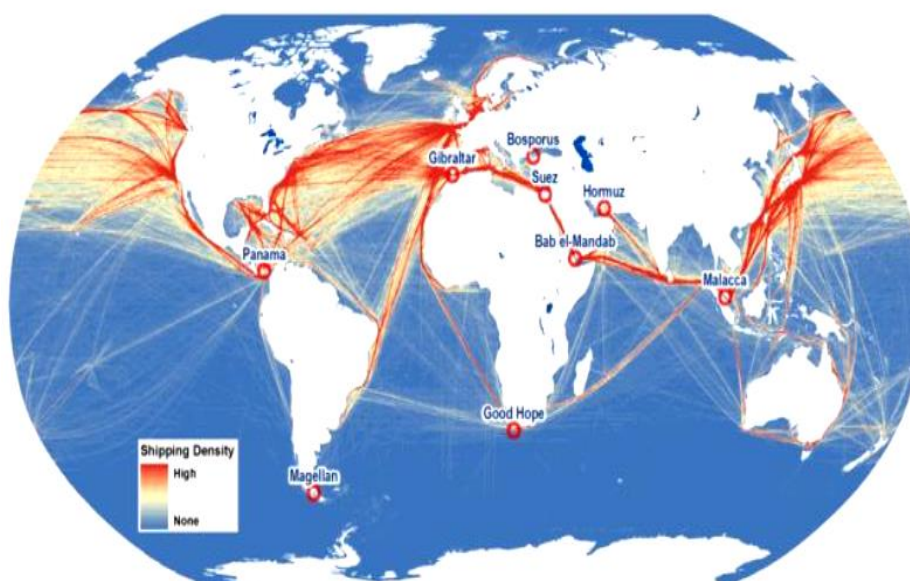 Bosporus
Gibraltar
Suez
Hormuz
Bab el-Mandab
Panama
Malacca
Good Hope
Shipping Density
High
None
Magellan